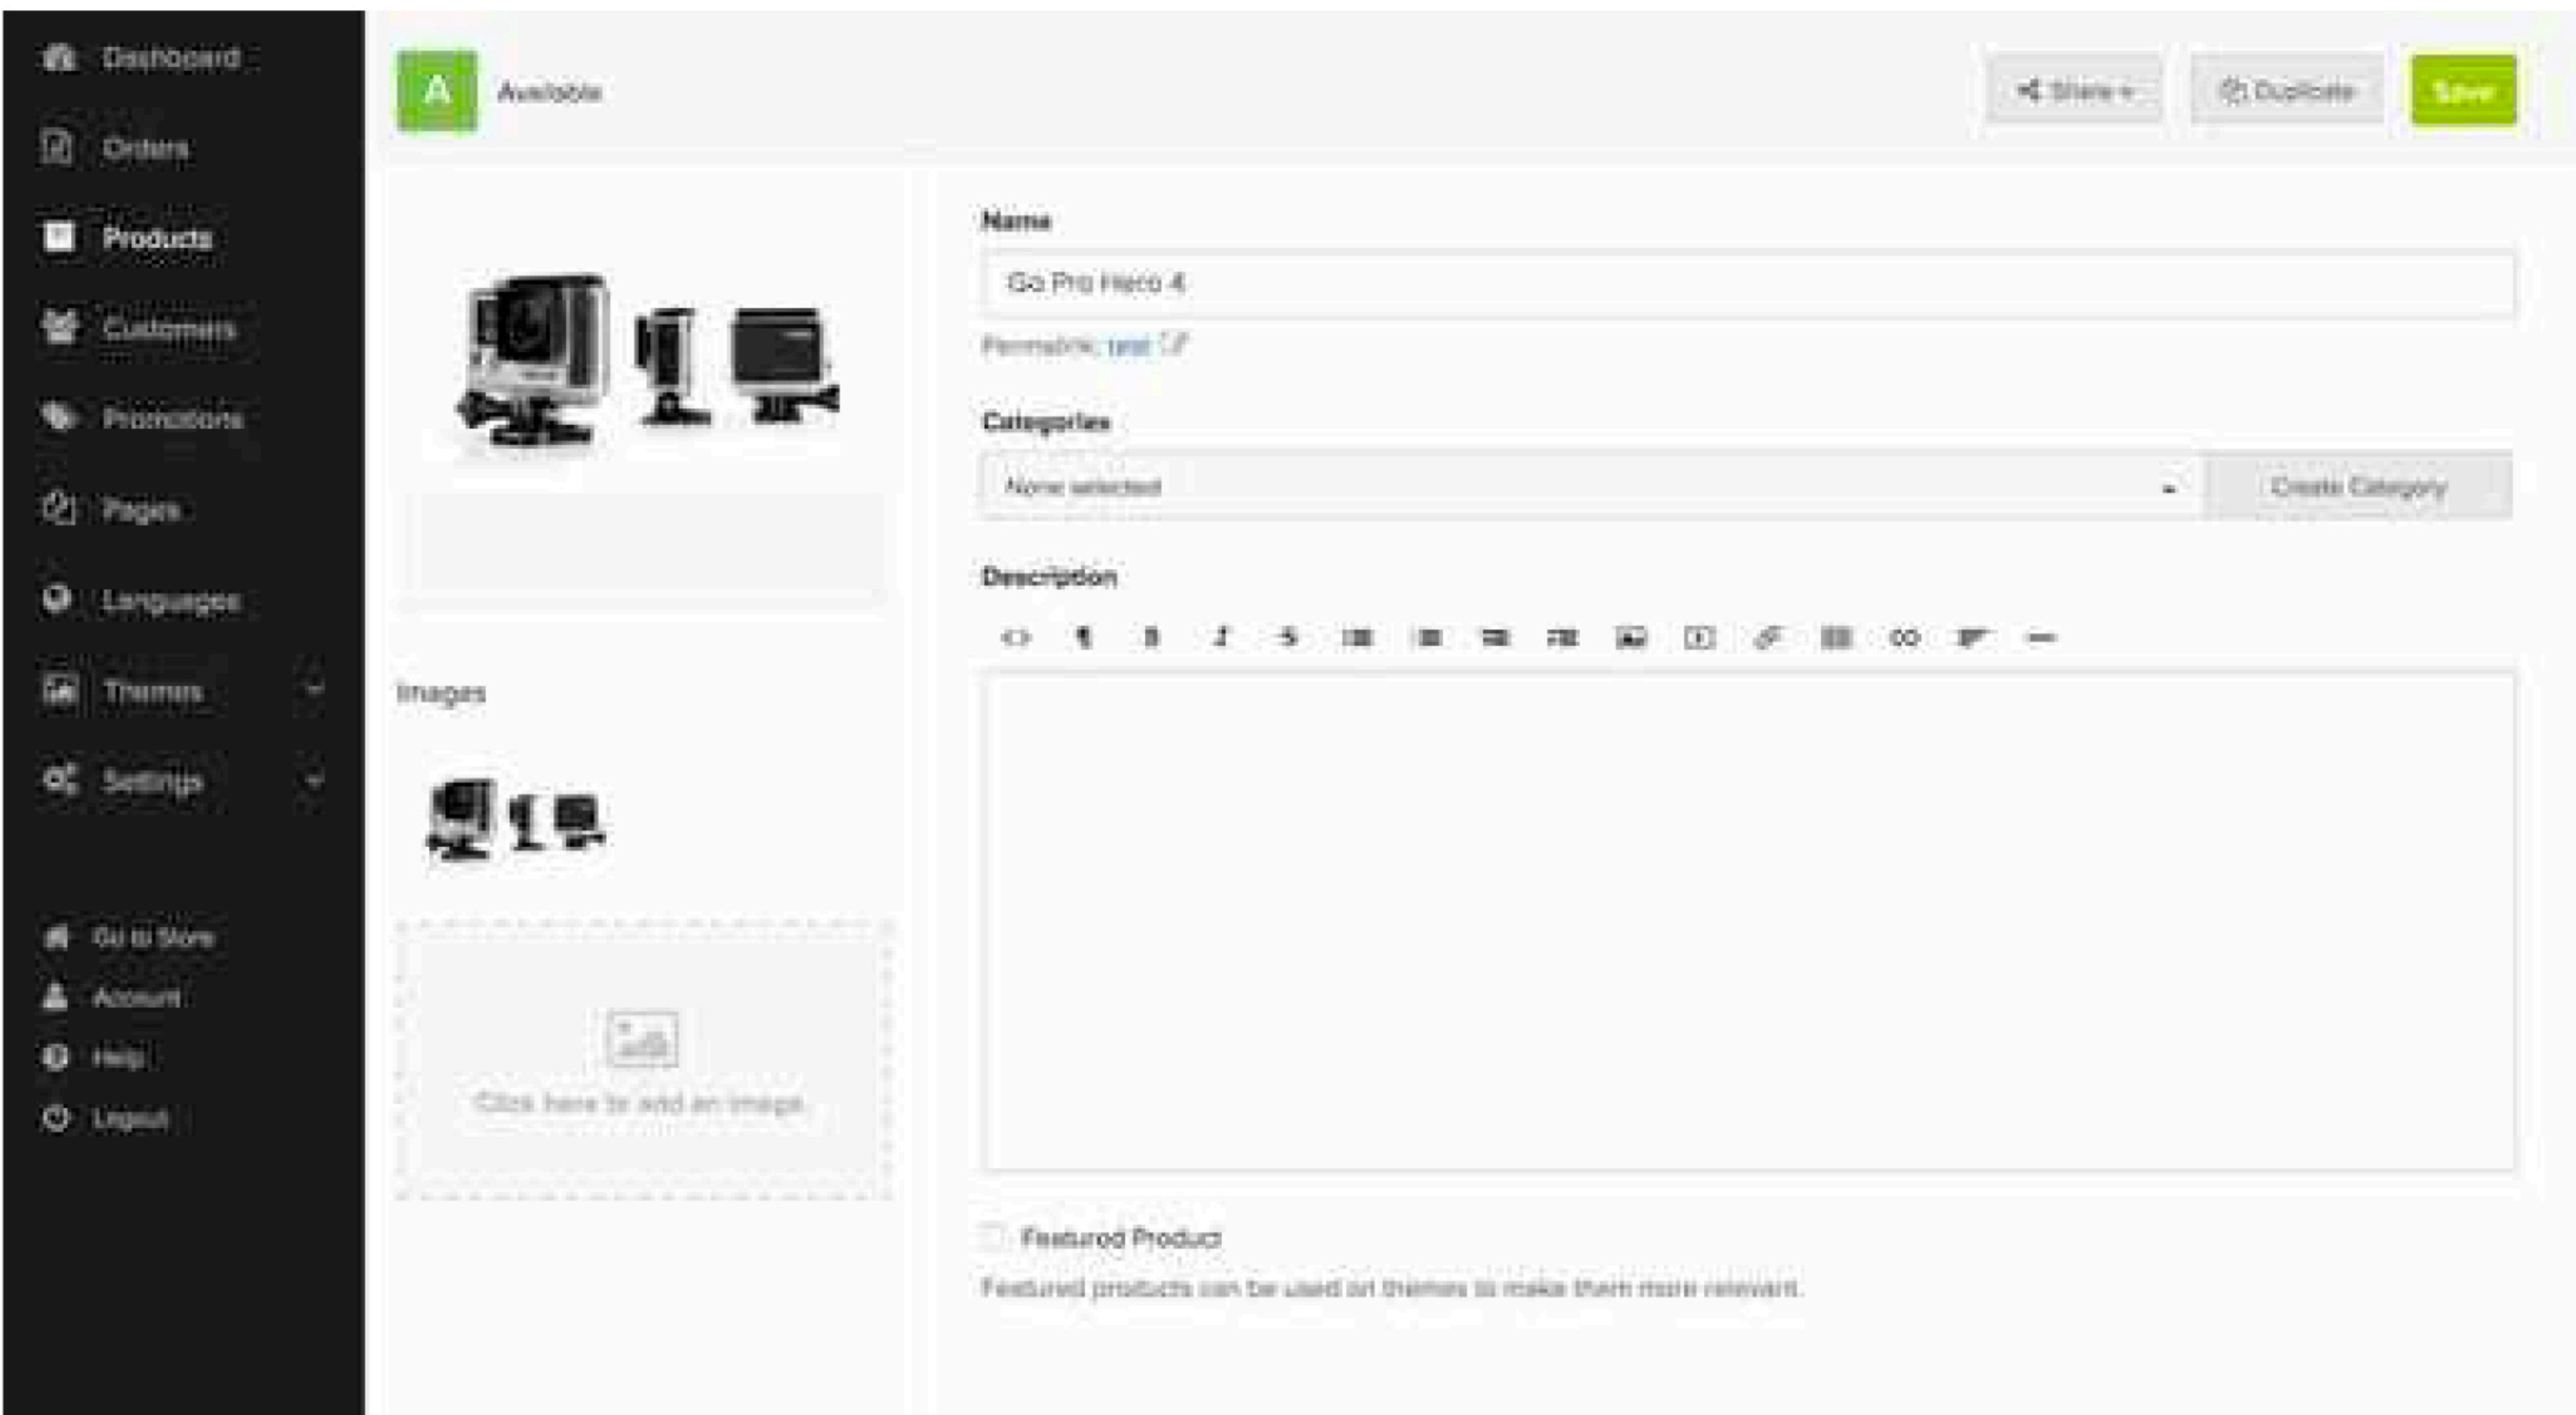 Dashboard
Orders
Products
Customers
Promotions
Pages
Languages
Themes
Settings
Go to Store
Account
Help
Logout
A Available
Share
Duplicate
Save
Name
Go Pro Hero 4
Permalink: test
Categories
None selected
Create Category
Description
Images
Click here to add an image.
Featured Product
Featured products can be used on themes to make them more relevant.